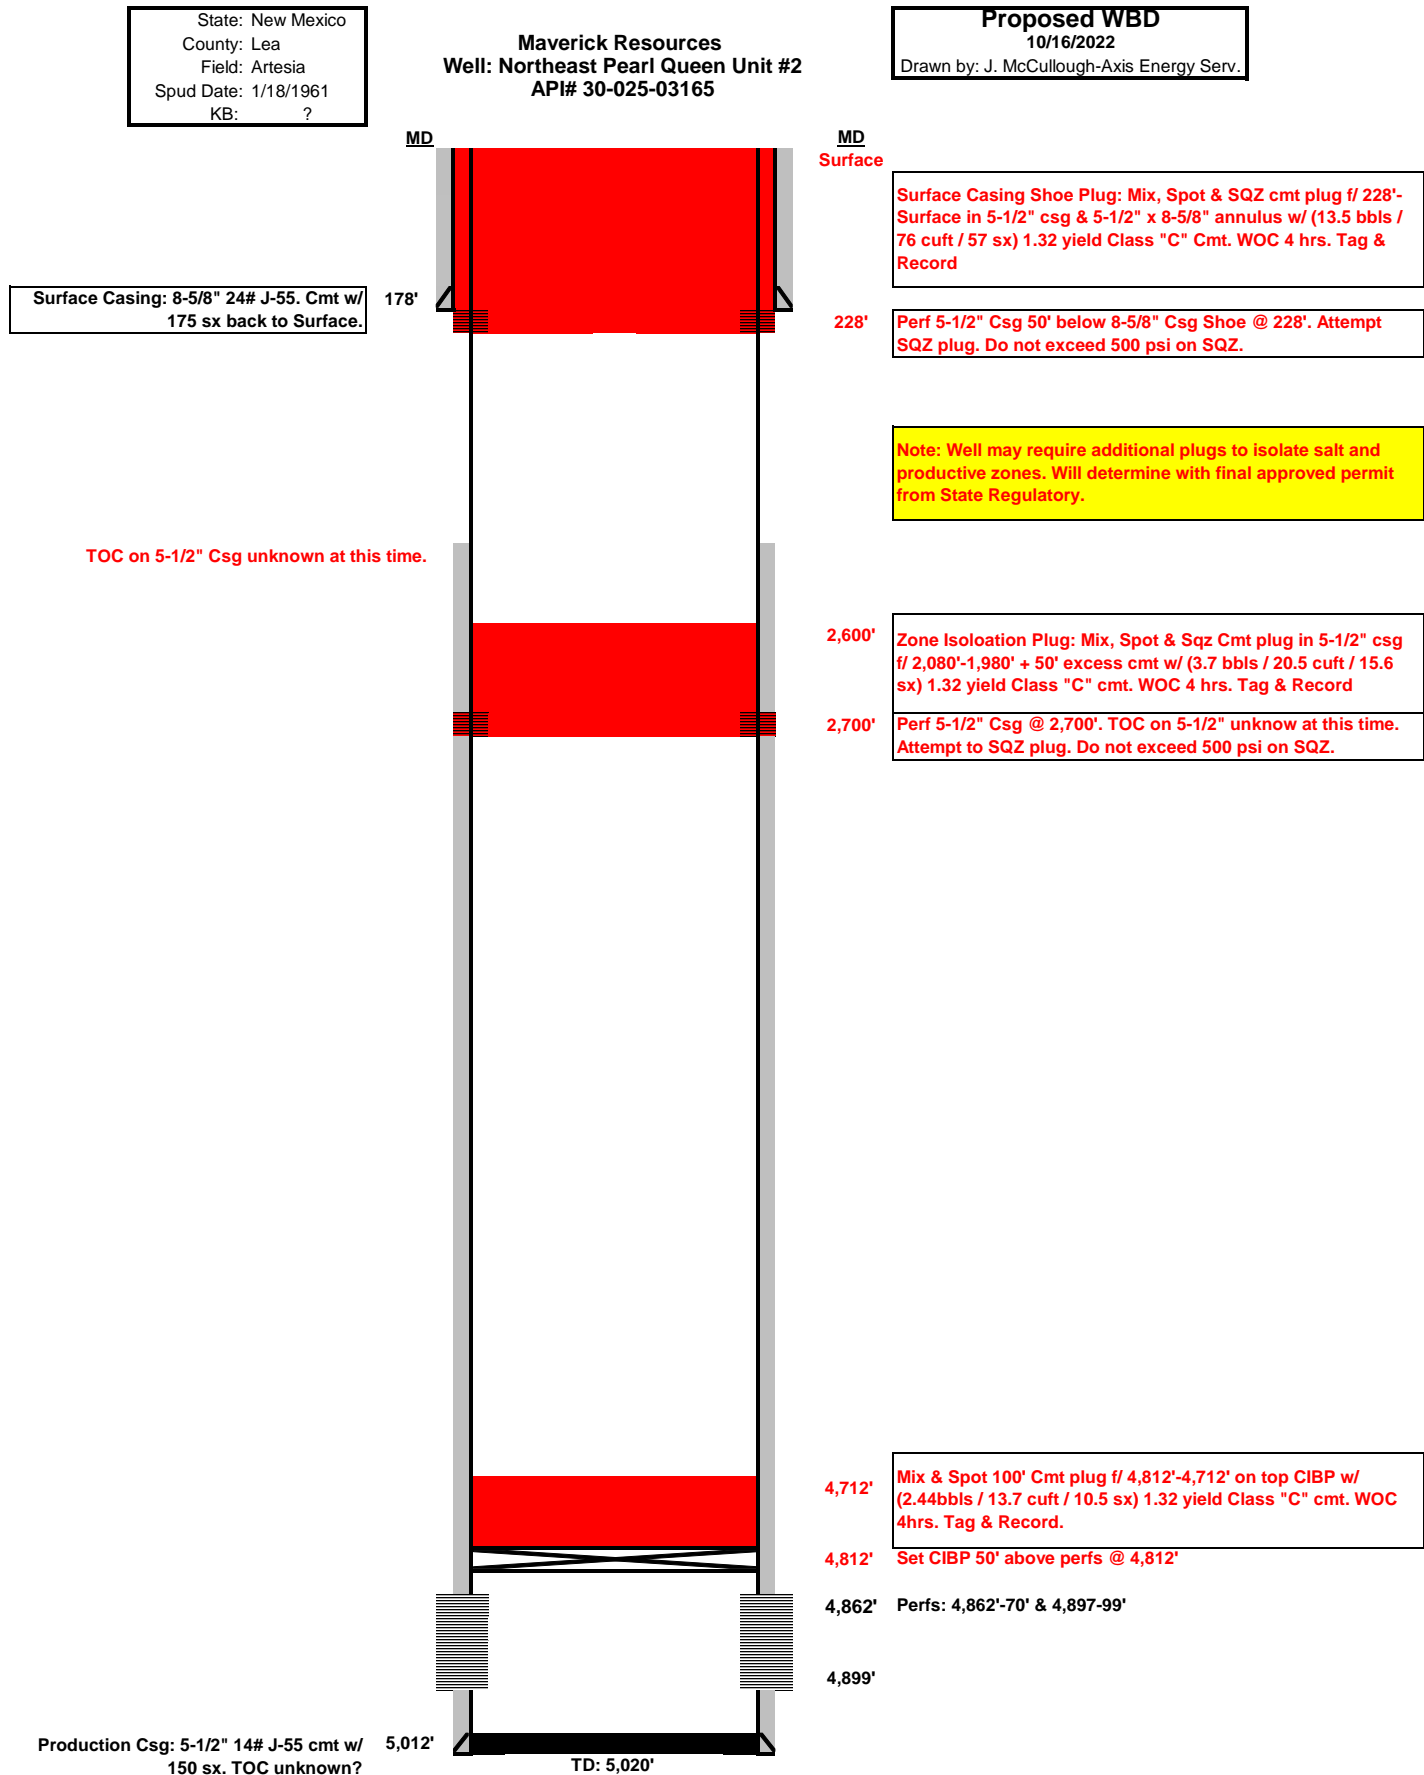 State: New Mexico
County: Lea
Field: Artesia
Spud Date: 1/18/1961
KB: ?
Maverick Resources
Well: Northeast Pearl Queen Unit #2
API# 30-025-03165
Proposed WBD
10/16/2022
Drawn by: J. McCullough-Axis Energy Serv.
MD
MD
Surface
Surface Casing Shoe Plug: Mix, Spot & SQZ cmt plug f/ 228'-
Surface in 5-1/2" csg & 5-1/2" x 8-5/8" annulus w/ (13.5 bbls /
76 cuft / 57 sx) 1.32 yield Class "C" Cmt. WOC 4 hrs. Tag &
Record
Surface Casing: 8-5/8" 24# J-55. Cmt w/
175 sx back to Surface.
178'
228'
Perf 5-1/2" Csg 50' below 8-5/8" Csg Shoe @ 228'. Attempt
SQZ plug. Do not exceed 500 psi on SQZ.
Note: Well may require additional plugs to isolate salt and
productive zones. Will determine with final approved permit
from State Regulatory.
TOC on 5-1/2" Csg unknown at this time.
2,600'
Zone Isoloation Plug: Mix, Spot & Sqz Cmt plug in 5-1/2" csg
f/ 2,080'-1,980' + 50' excess cmt w/ (3.7 bbls / 20.5 cuft / 15.6
sx) 1.32 yield Class "C" cmt. WOC 4 hrs. Tag & Record
2,700'
Perf 5-1/2" Csg @ 2,700'. TOC on 5-1/2" unknow at this time.
Attempt to SQZ plug. Do not exceed 500 psi on SQZ.
4,712'
Mix & Spot 100' Cmt plug f/ 4,812'-4,712' on top CIBP w/
(2.44bbls / 13.7 cuft / 10.5 sx) 1.32 yield Class "C" cmt. WOC
4hrs. Tag & Record.
4,812'
Set CIBP 50' above perfs @ 4,812'
4,862'
Perfs: 4,862'-70' & 4,897-99'
4,899'
Production Csg: 5-1/2" 14# J-55 cmt w/
150 sx. TOC unknown?
5,012'
TD: 5,020'